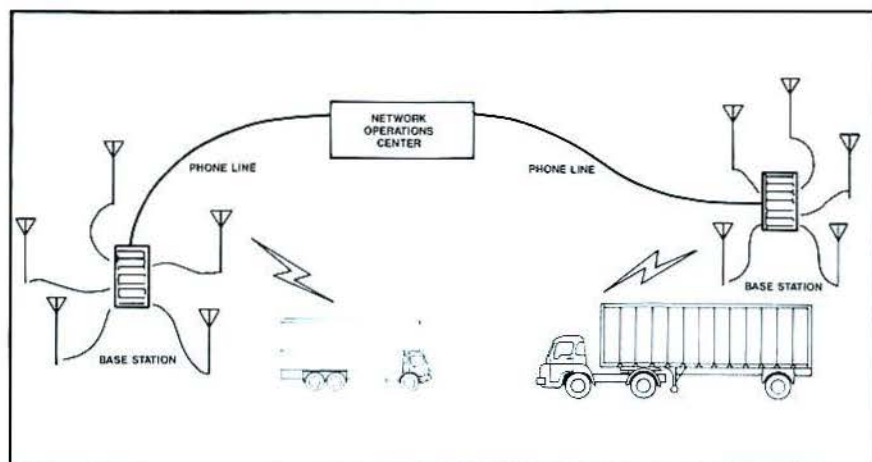 NETWORK
OPERATIONS
CENTER
PHONE LINE
PHONE LINE
BASE STATION
BASE STATION